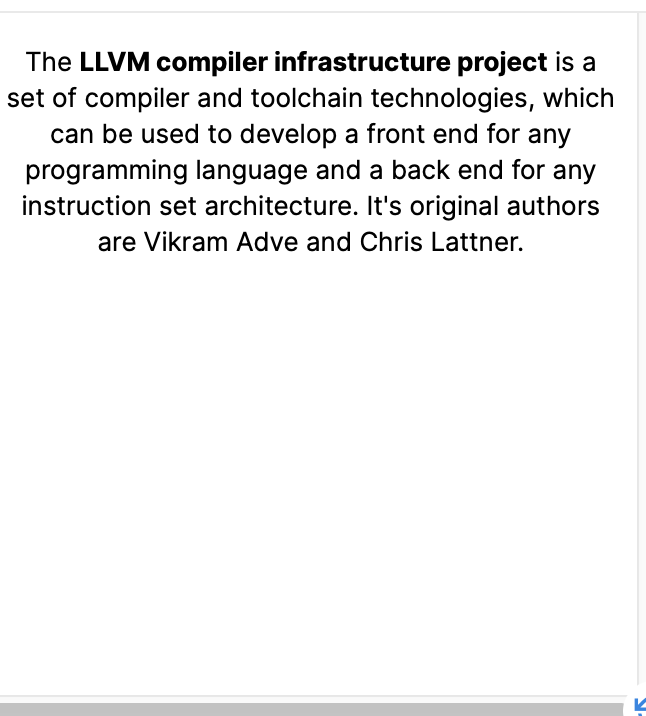 The LLVM compiler infrastructure project is a
set of compiler and toolchain technologies, which
can be used to develop a front end for any
programming language and a back end for any
instruction set architecture. It's original authors
are Vikram Adve and Chris Lattner.